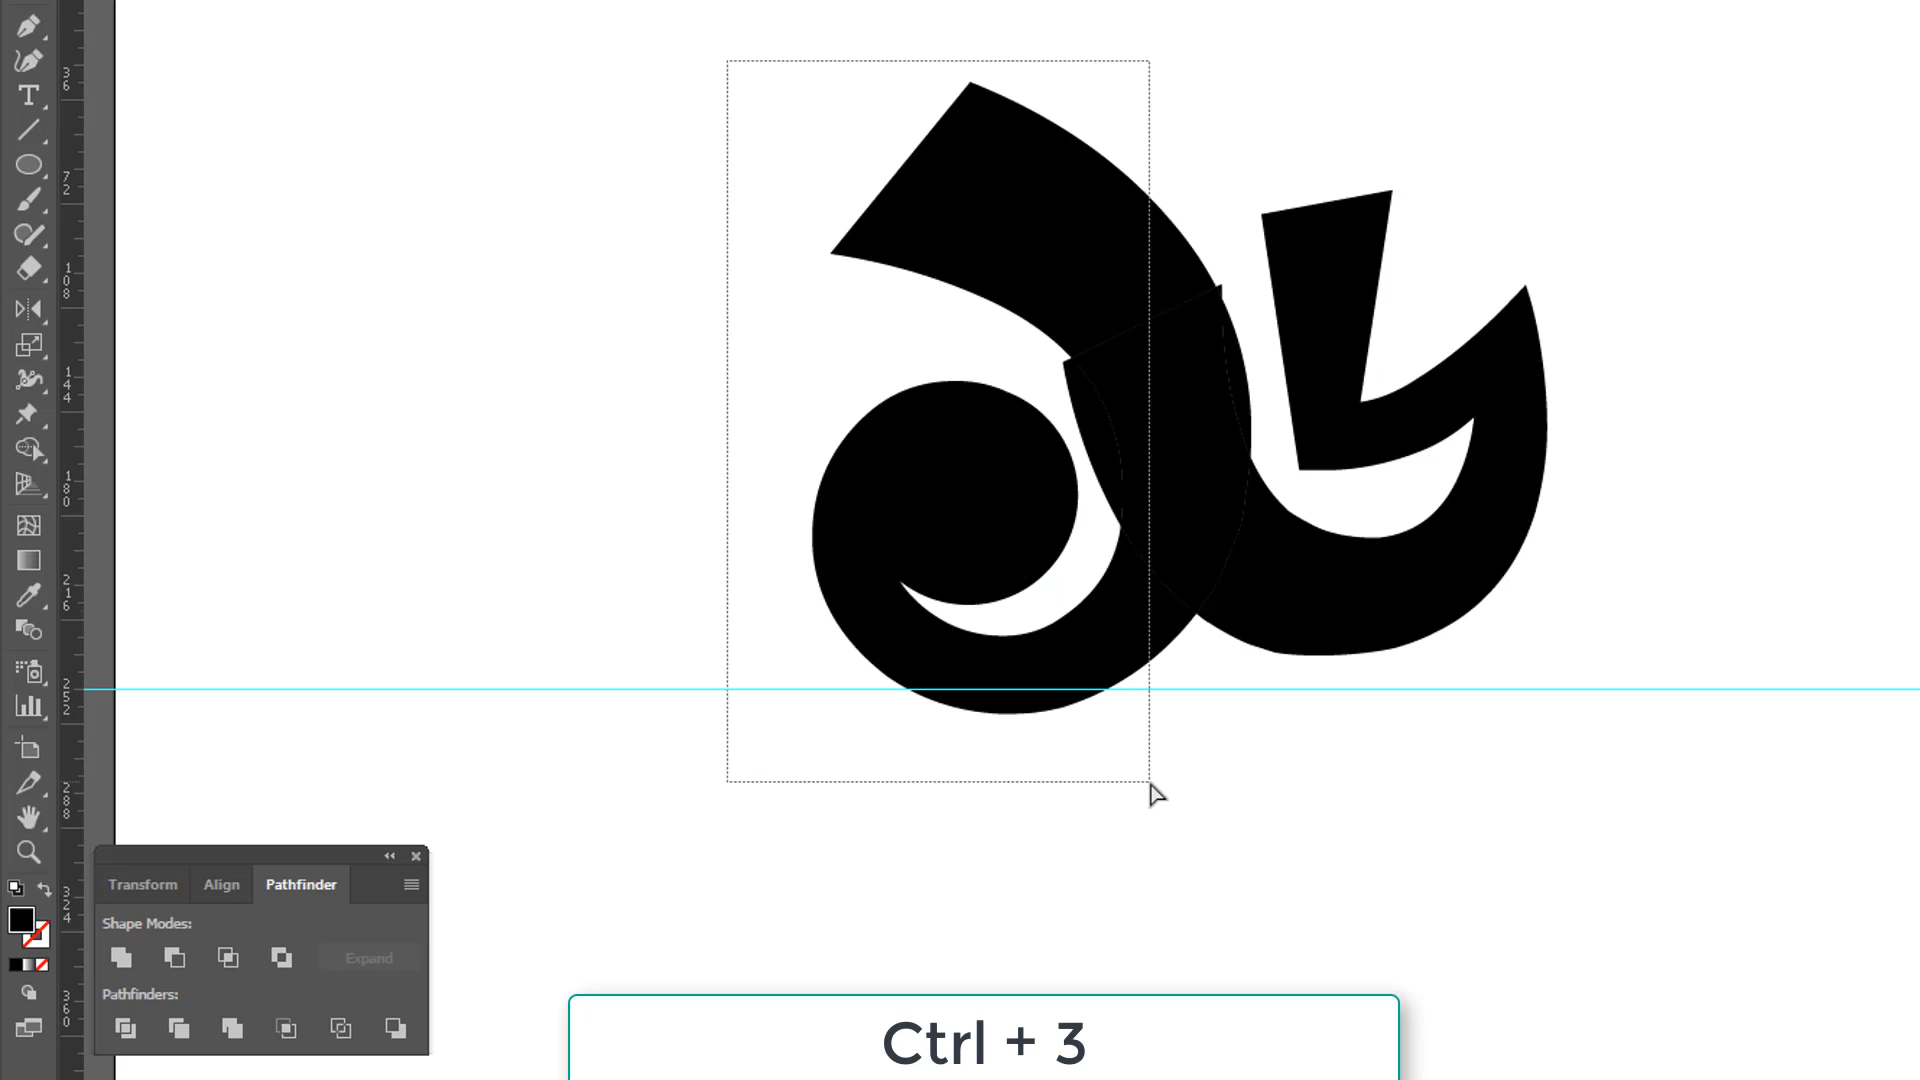 36
72
108
144
180
216
252
288
324
360
Transform Align Pathfinder
Shape Modes:
Expand
Pathfinders:
Ctrl + 3